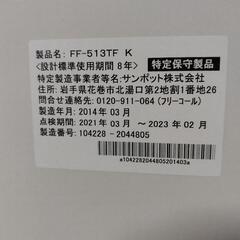 製品名: FF-513TF K
<設計標準使用期間 8年> 特定保守製品
特定製造事業者等名: サンポット株式会社
住所: 岩手県花巻市北湯口第2地割1番地26
問合せ連絡先: 0120-911-064 (フリーコール)
製造年月: 2014年 03月
点検期間: 2021年 03月 ～ 2023年 02月
製造番号: 104228 - 2044805
a1042282044805201403a